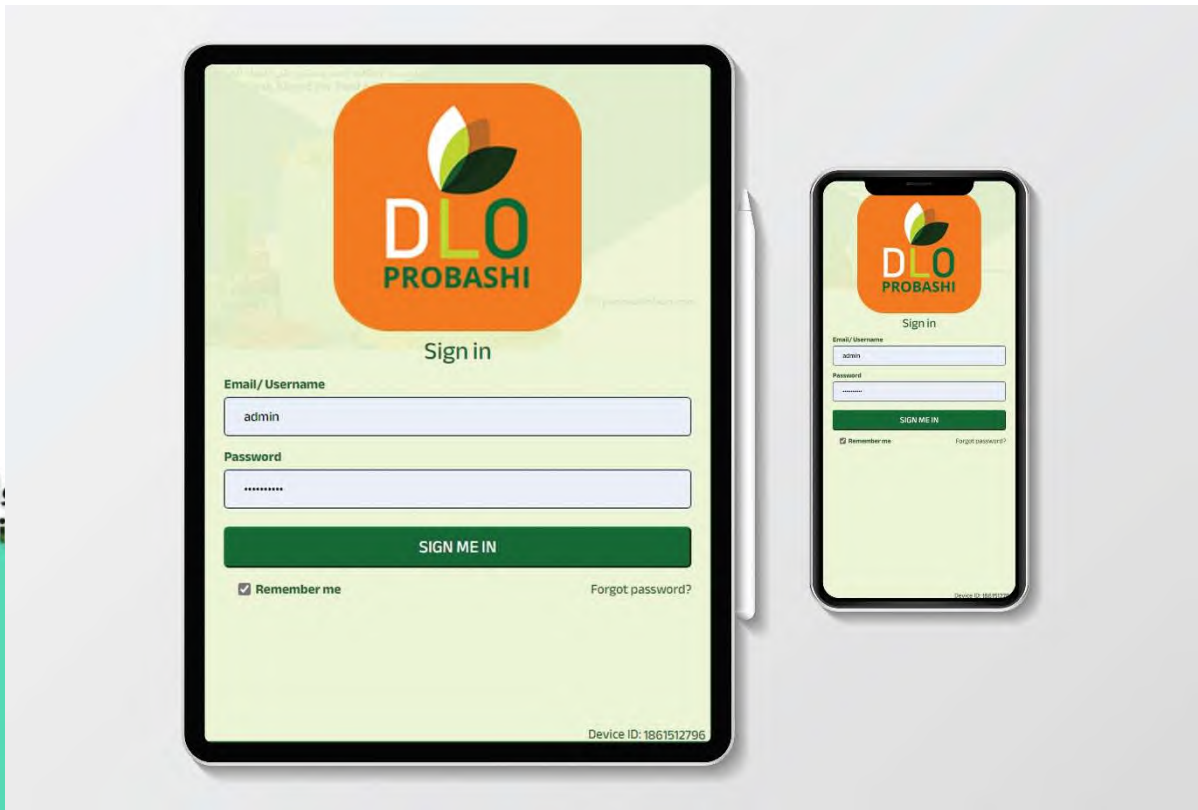 DLO
PROBASHI
Sign in
Email/ Username
admin
Password
••••••••••
SIGN ME IN
Remember me
Forgot password?
Device ID: 1861512796
DLO
PROBASHI
Sign in
Email/ Username
admin
Password
••••••••••
SIGN ME IN
Remember me
Forgot password?